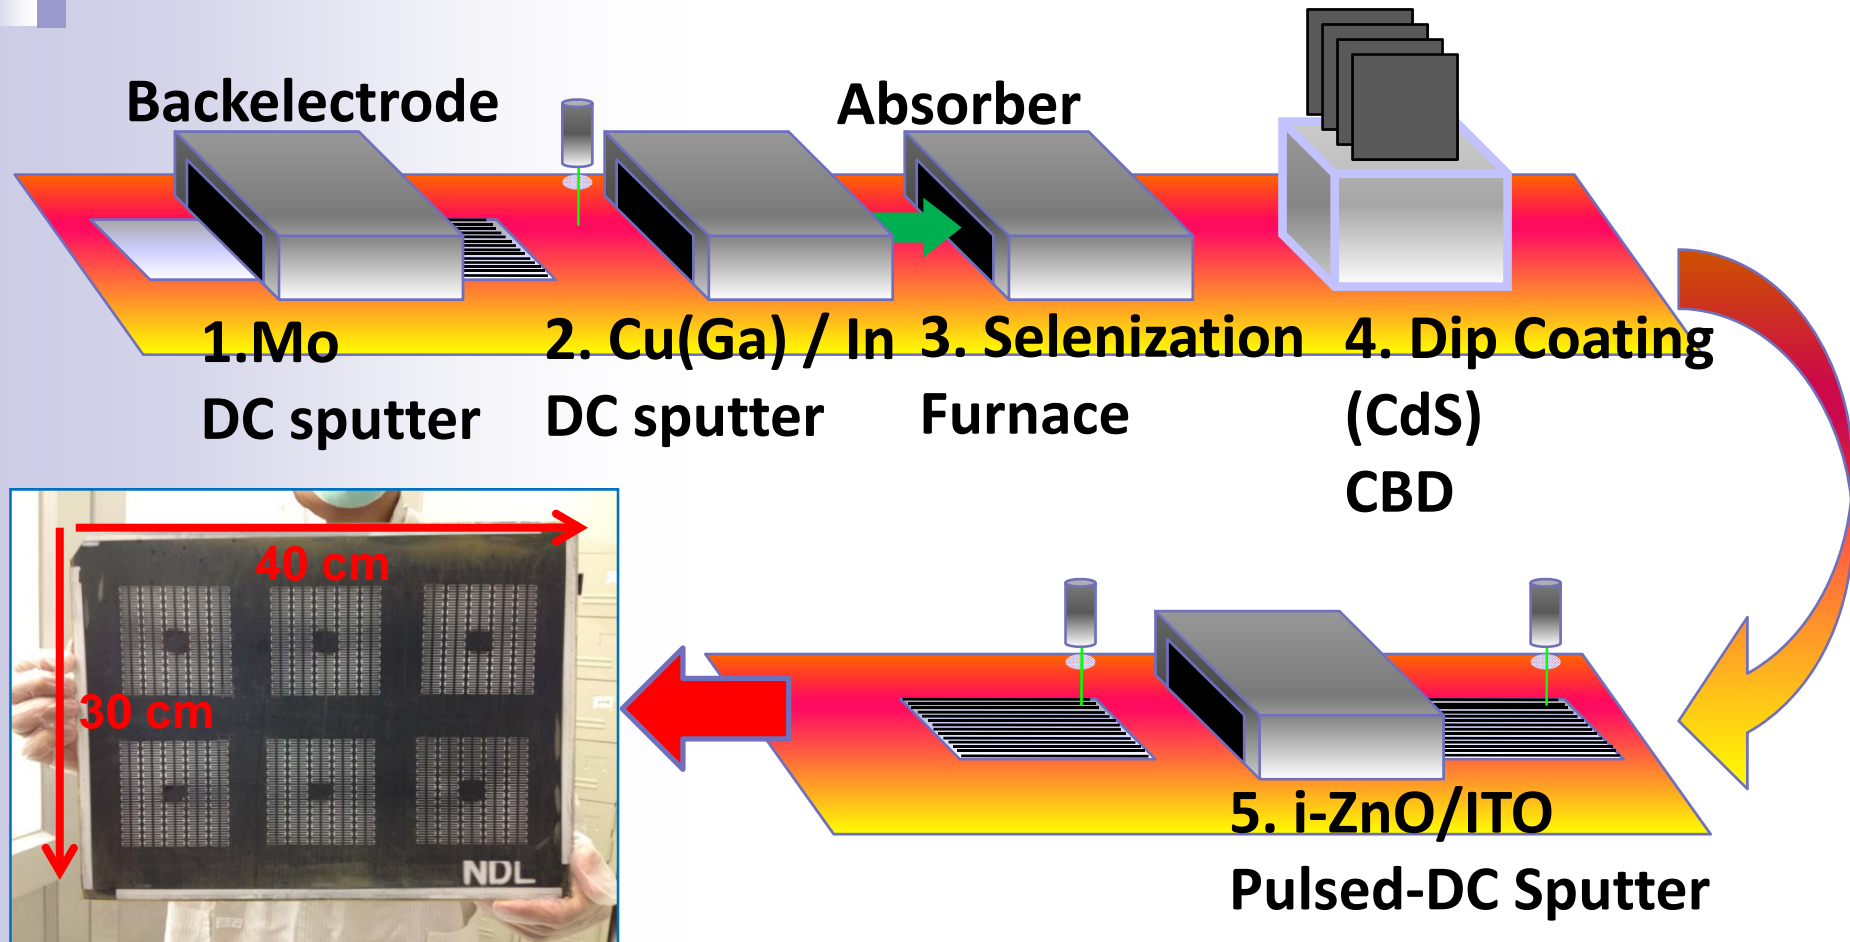 Backelectrode
Absorber
1.Mo
DC sputter
2. Cu(Ga) / In
DC sputter
3. Selenization
Furnace
4. Dip Coating
(CdS)
CBD
40 cm
30 cm
NDL
5. i-ZnO/ITO
Pulsed-DC Sputter